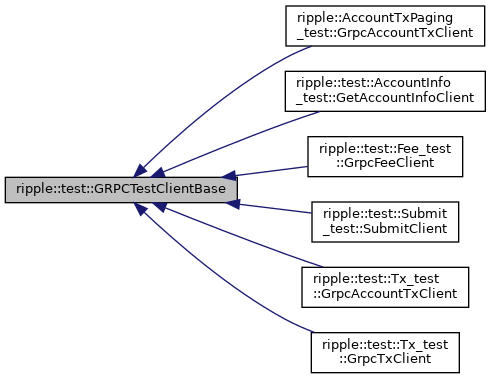 ripple::AccountTxPaging
_test::GrpcAccountTxClient
ripple::test::AccountInfo
_test::GetAccountInfoClient
ripple::test::Fee_test
::GrpcFeeClient
ripple::test::GRPCTestClientBase
ripple::test::Submit
_test::SubmitClient
ripple::test::Tx_test
::GrpcAccountTxClient
ripple::test::Tx_test
::GrpcTxClient